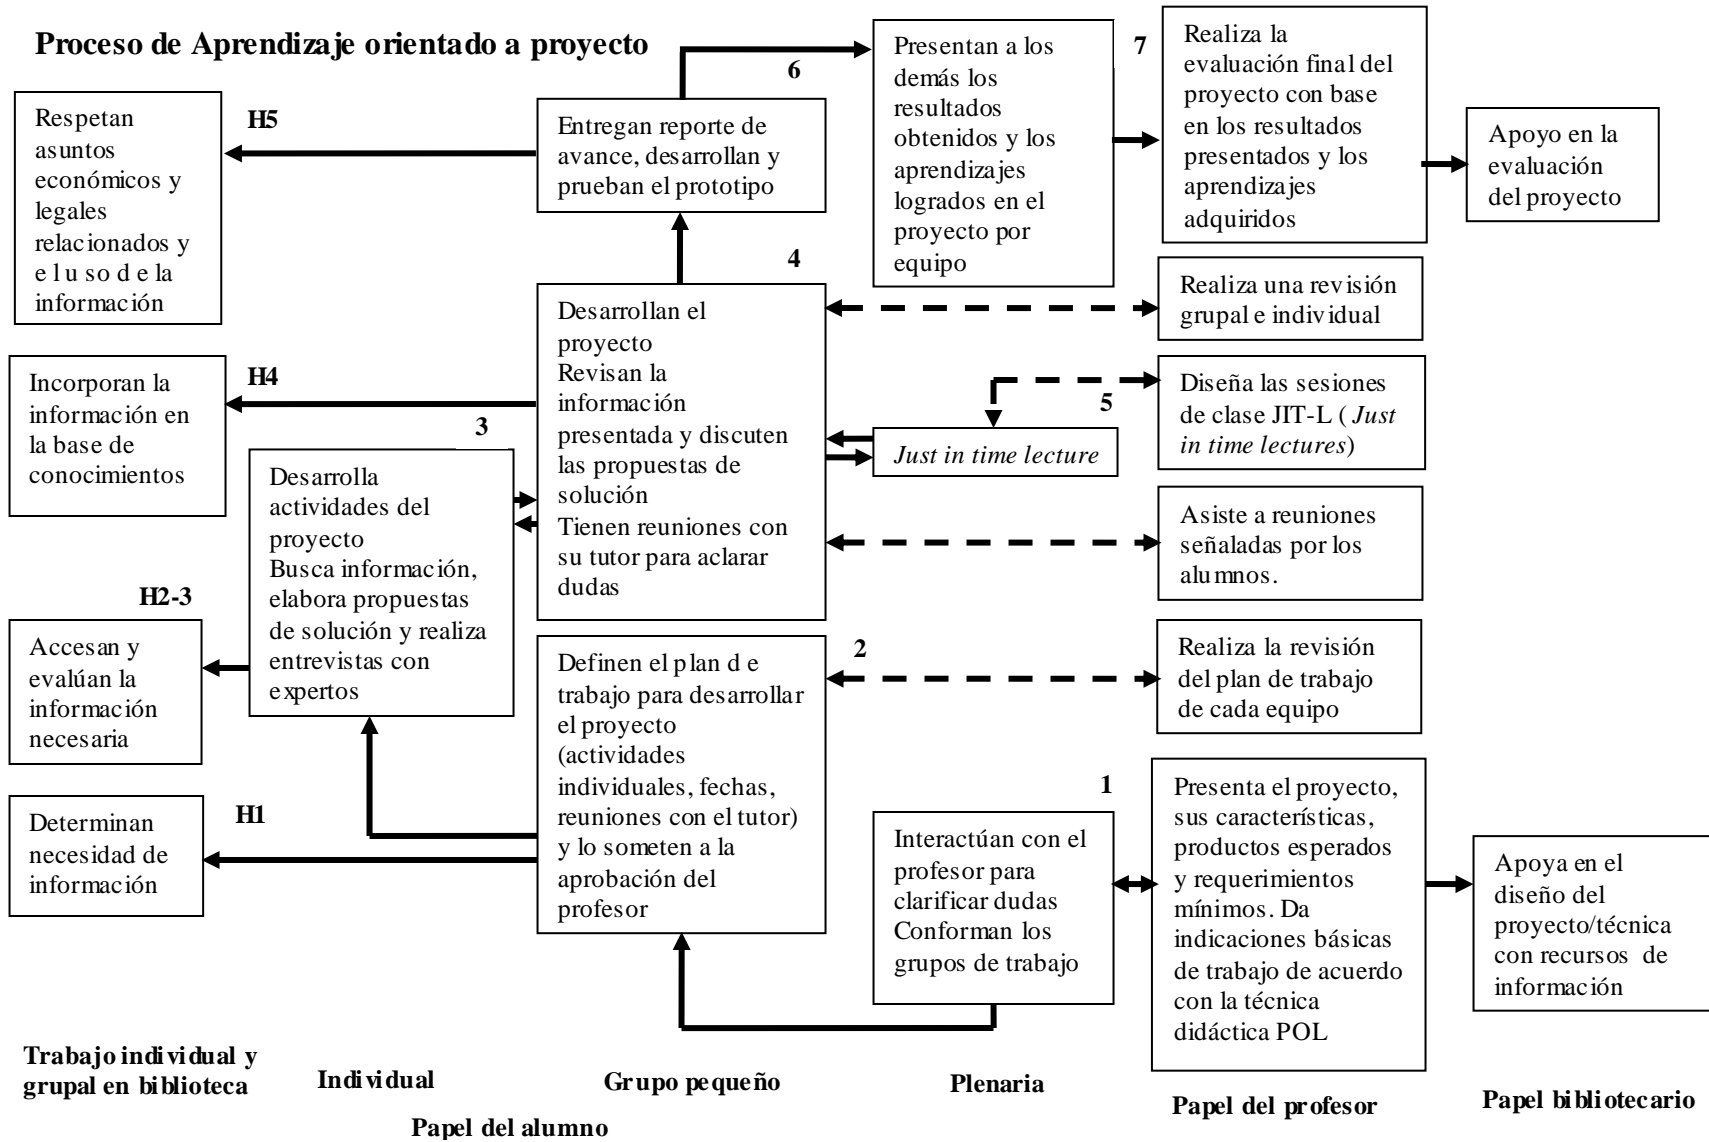 Proceso de Aprendizaje orientado a proyecto
Respetan
asuntos
económicos y
legales
relacionados y
el uso de la
información
H5
Entregan reporte de
avance, desarrollan y
prueban el prototipo
6
Presentan a los
demás los
resultados
obtenidos y los
aprendizajes
logrados en el
proyecto por
equipo
7
Realiza la
evaluación final del
proyecto con base
en los resultados
presentados y los
aprendizajes
adquiridos
Apoyo en la
evaluación
del proyecto
4
Desarrollan el
proyecto
Revisan la
información
presentada y discuten
las propuestas de
solución
Tienen reuniones con
su tutor para aclarar
dudas
Realiza una revisión
grupal e individual
Incorporan la
información en
la base de
conocimientos
H4
3
5
Just in time lecture
Diseña las sesiones
de clase JIT-L ( Just
in time lectures)
Desarrolla
actividades del
proyecto
Busca información,
elabora propuestas
de solución y realiza
entrevistas con
expertos
Asiste a reuniones
señaladas por los
alumnos.
H2-3
Accesan y
evalúan la
información
necesaria
Definen el plan d e
trabajo para desarrollar
el proyecto
(actividades
individuales, fechas,
reuniones con el tutor)
y lo someten a la
aprobación del
profesor
2
Realiza la revisión
del plan de trabajo
de cada equipo
Determinan
necesidad de
información
H1
1
Interactúan con el
profesor para
clarificar dudas
Conforman los
grupos de trabajo
Presenta el proyecto,
sus características,
productos esperados
y requerimientos
mínimos. Da
indicaciones básicas
de trabajo de acuerdo
con la técnica
didáctica POL
Apoya en el
diseño del
proyecto/técnica
con recursos de
información
Trabajo individual y
grupal en biblioteca
Individual
Grupo pequeño
Plenaria
Papel del profesor
Papel bibliotecario
Papel del alumno